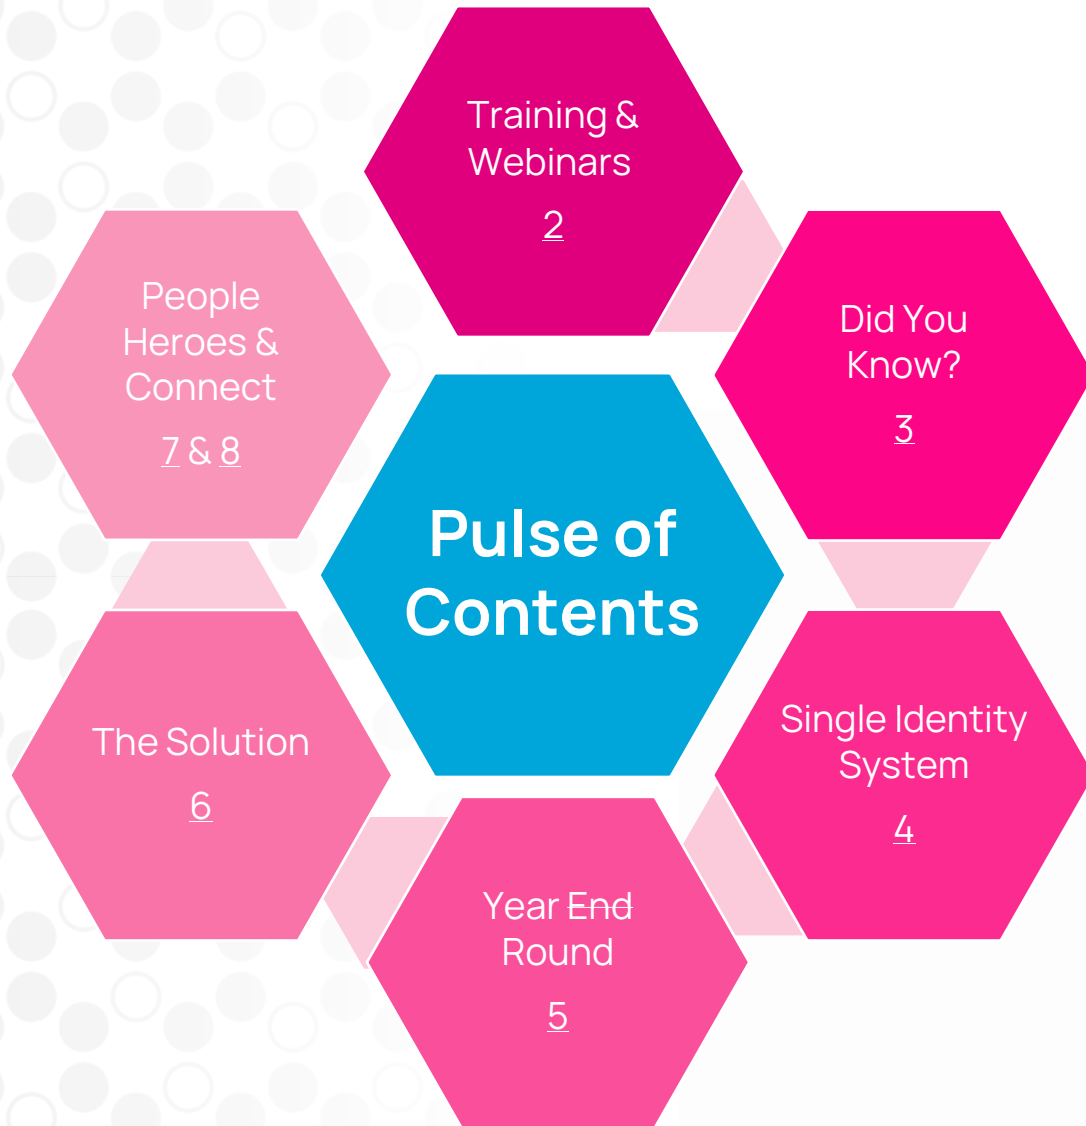 Training &
Webinars
2
Did You
Know?
3
Single Identity
System
4
Year End
Round
5
The Solution
6
People
Heroes &
Connect
7 & 8
Pulse of
Contents